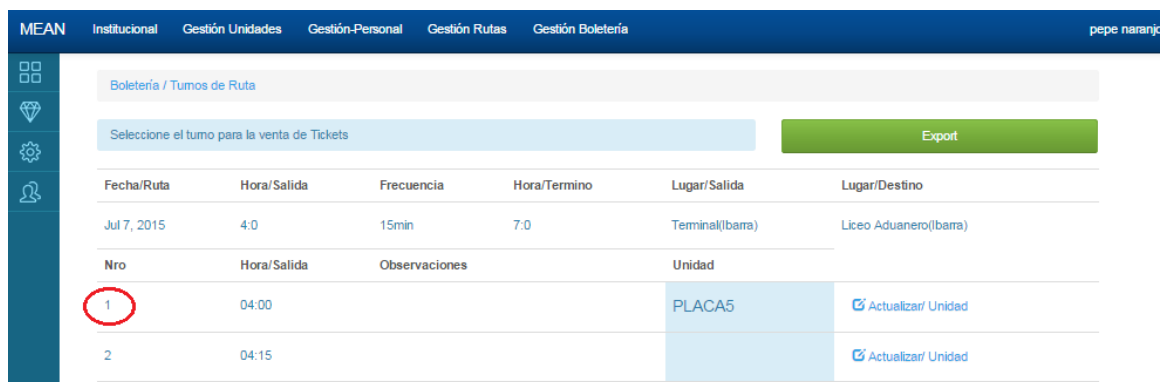 MEAN Institucional Gestión Unidades Gestión-Personal Gestión Rutas Gestión Boletería pepe naranjo
Boletería / Turnos de Ruta
Seleccione el turno para la venta de Tickets Export
Fecha/Ruta Hora/Salida Frecuencia Hora/Termino Lugar/Salida Lugar/Destino
Jul 7, 2015 4:0 15min 7:0 Terminal(Ibarra) Liceo Aduanero(Ibarra)
Nro Hora/Salida Observaciones Unidad
1 04:00 PLACA5 Actualizar/ Unidad
2 04:15 Actualizar/ Unidad